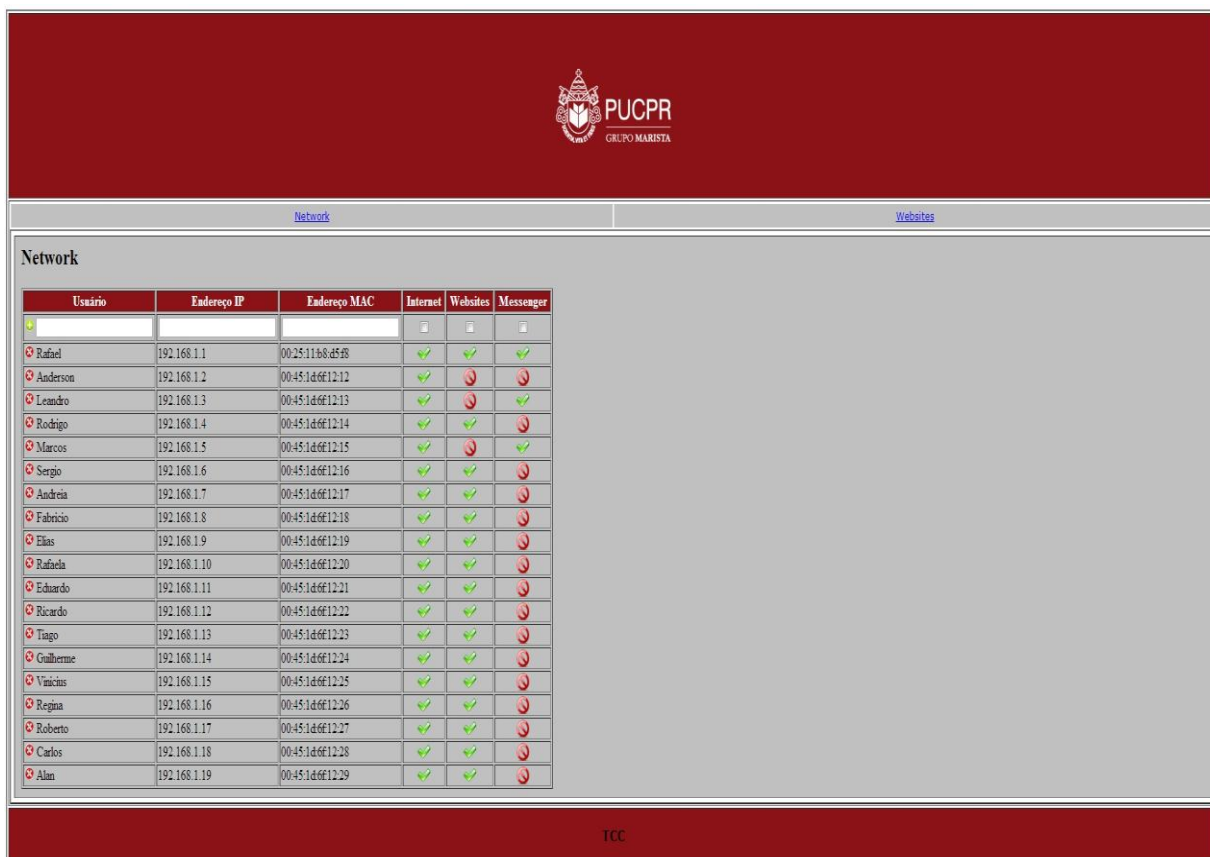 PUCPR
GRUPO MARISTA
Network Websites
Network
Usuário Endereço IP Endereço MAC Internet Websites Messenger
Rafael 192.168.1.1 00:25:11:b8:d5:f8
Anderson 192.168.1.2 00:45:1d:6f:12:12
Leandro 192.168.1.3 00:45:1d:6f:12:13
Rodrigo 192.168.1.4 00:45:1d:6f:12:14
Marcos 192.168.1.5 00:45:1d:6f:12:15
Sergio 192.168.1.6 00:45:1d:6f:12:16
Andreia 192.168.1.7 00:45:1d:6f:12:17
Fabricio 192.168.1.8 00:45:1d:6f:12:18
Elias 192.168.1.9 00:45:1d:6f:12:19
Rafaela 192.168.1.10 00:45:1d:6f:12:20
Eduardo 192.168.1.11 00:45:1d:6f:12:21
Ricardo 192.168.1.12 00:45:1d:6f:12:22
Tiago 192.168.1.13 00:45:1d:6f:12:23
Guilherme 192.168.1.14 00:45:1d:6f:12:24
Vinicius 192.168.1.15 00:45:1d:6f:12:25
Regina 192.168.1.16 00:45:1d:6f:12:26
Roberto 192.168.1.17 00:45:1d:6f:12:27
Carlos 192.168.1.18 00:45:1d:6f:12:28
Alan 192.168.1.19 00:45:1d:6f:12:29
TCC